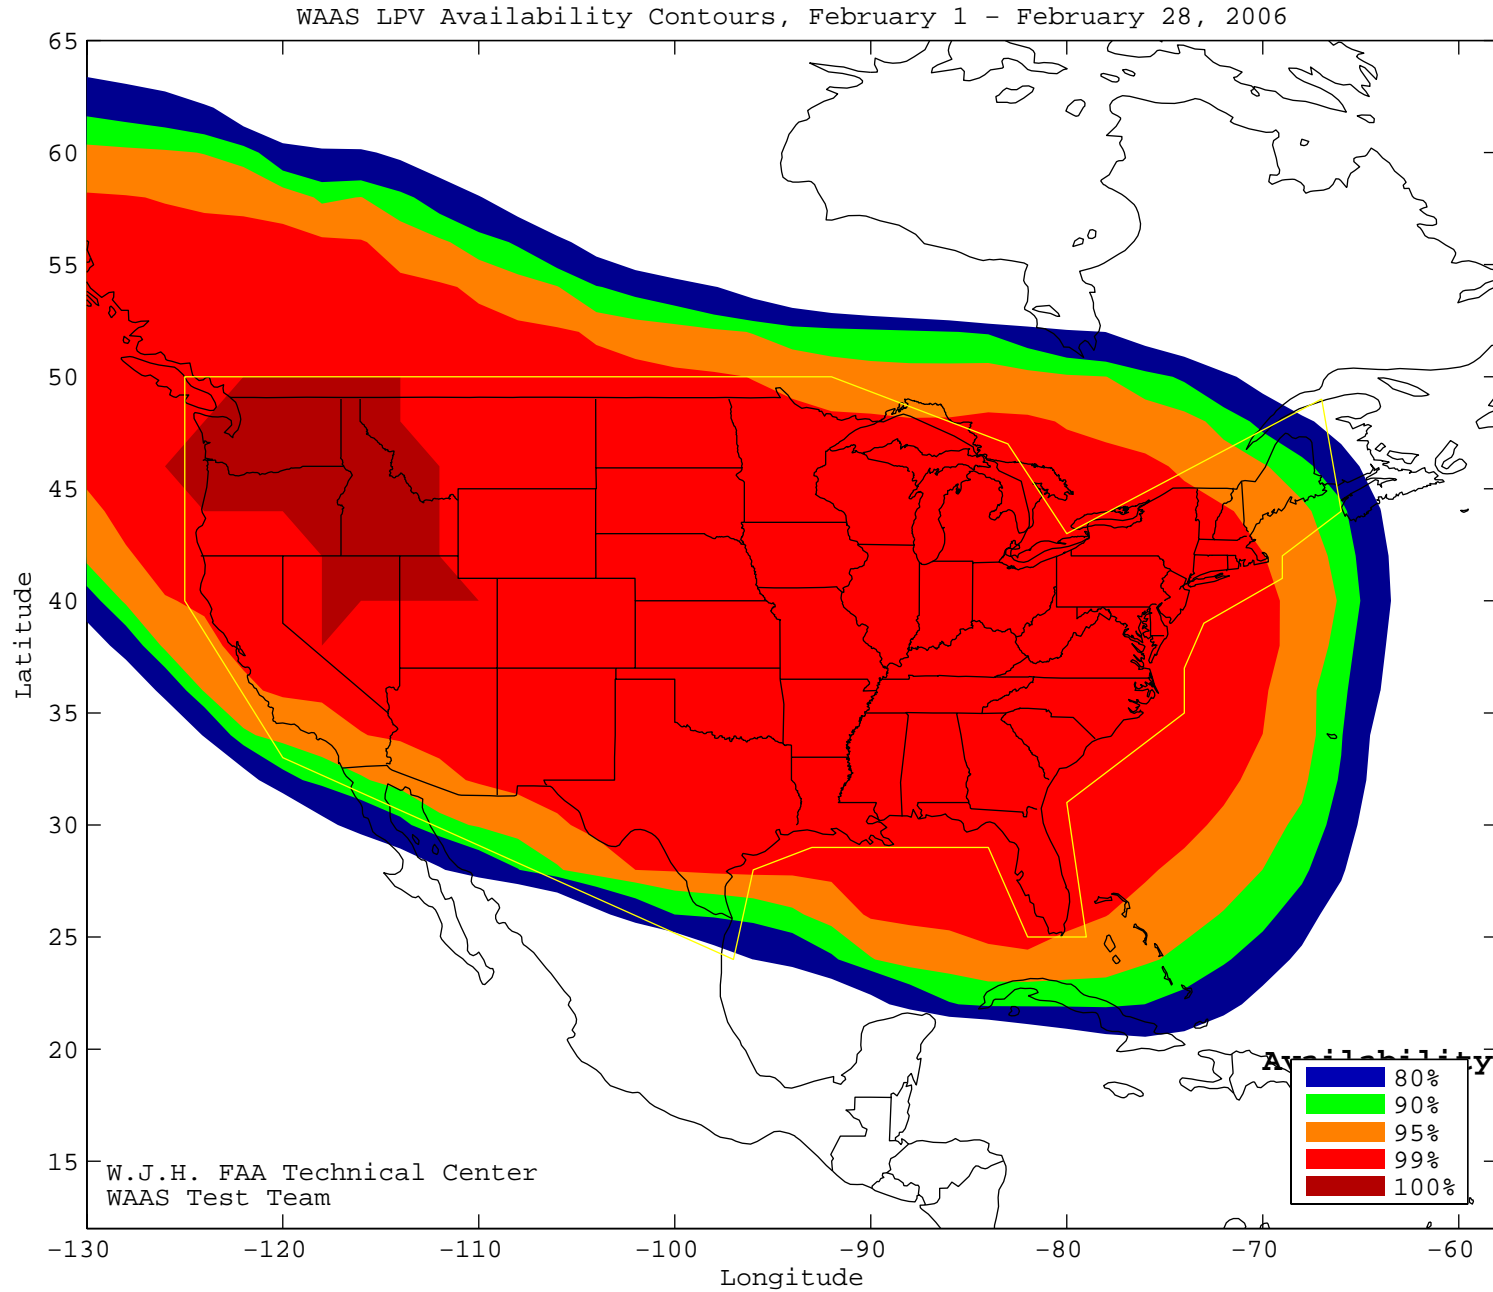 WAAS LPV Availability Contours, February 1 - February 28, 2006
65
60
55
50
45
40
35
30
25
20
15
Latitude
-130 -120 -110 -100 -90 -80 -70 -60
Longitude
W.J.H. FAA Technical Center
WAAS Test Team
Availability
80%
90%
95%
99%
100%